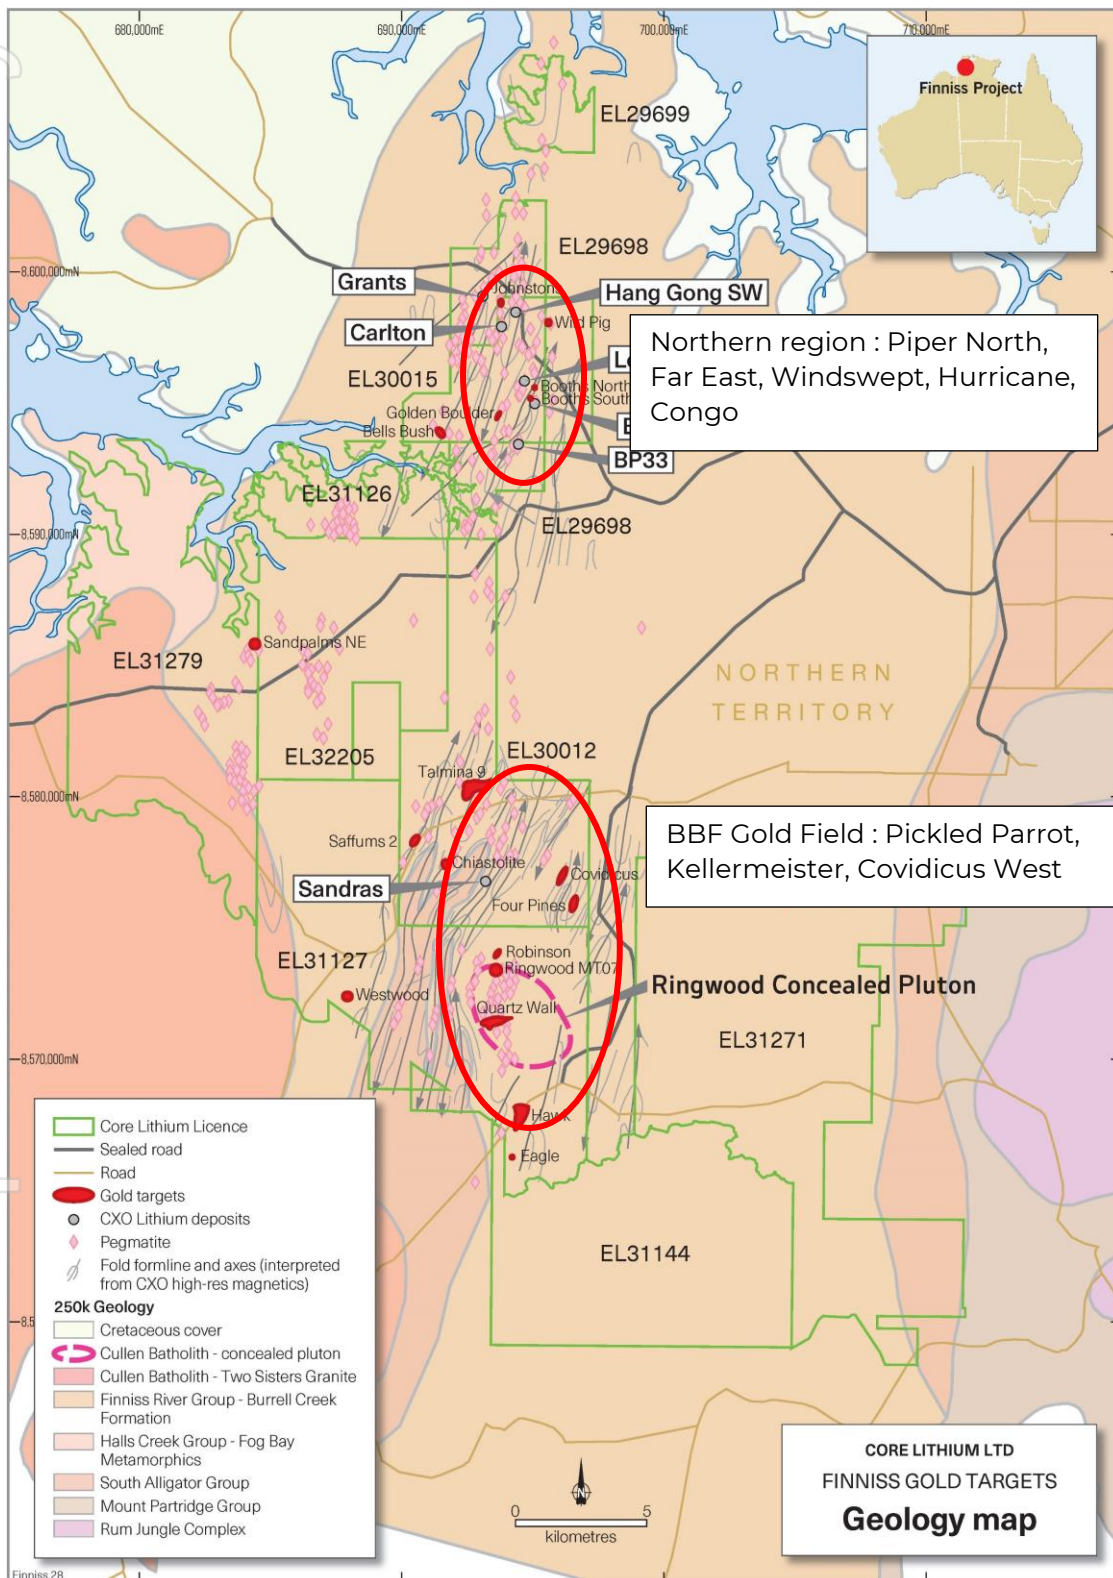 680,000mE
690,000mE
700,000mE
710,000mE
Finniss Project
EL29699
EL29698
8,600,000mN
Grants
Johnstons
Hang Gong SW
Carlton
Wild Pig
Northern region : Piper North,
Far East, Windswept, Hurricane,
Congo
EL30015
Booths North
Booths South
Golden Boulder
Bells Bush
BP33
EL31126
EL29698
8,590,000mN
Sandpalms NE
EL31279
NORTHERN
TERRITORY
EL32205
EL30012
Talmina 9
8,580,000mN
BBF Gold Field : Pickled Parrot,
Kellermeister, Covidicus West
Saffums 2
Chiastolite
Covidicus
Sandras
Four Pines
Robinson
EL31127
Ringwood MT07
Westwood
Ringwood Concealed Pluton
Quartz Wall
EL31271
8,570,000mN
Hawk
Eagle
EL31144
Core Lithium Licence
Sealed road
Road
Gold targets
CXO Lithium deposits
Pegmatite
Fold formline and axes (interpreted
from CXO high-res magnetics)
250k Geology
Cretaceous cover
Cullen Batholith - concealed pluton
Cullen Batholith - Two Sisters Granite
Finniss River Group - Burrell Creek
Formation
Halls Creek Group - Fog Bay
Metamorphics
South Alligator Group
Mount Partridge Group
Rum Jungle Complex
N
0 5
kilometres
CORE LITHIUM LTD
FINNISS GOLD TARGETS
Geology map
Finniss 28